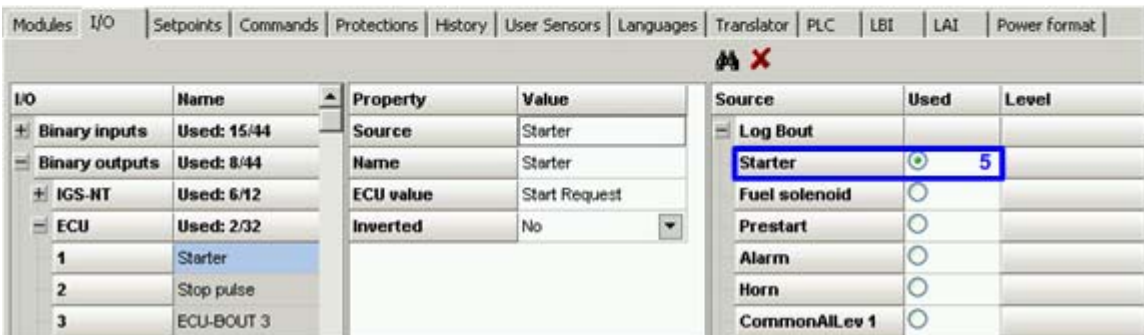 Modules I/O Setpoints Commands Protections History User Sensors Languages Translator PLC LBI LAI Power format
I/O Name Property Value Source Used Level
Binary inputs Used: 15/44 Source Starter Log Bout
Binary outputs Used: 8/44 Name Starter Starter 5
IGS-NT Used: 6/12 ECU value Start Request Fuel solenoid
ECU Used: 2/32 Inverted No Prestart
1 Starter Alarm
2 Stop pulse Horn
3 ECU-BOUT 3 CommonAlLev 1